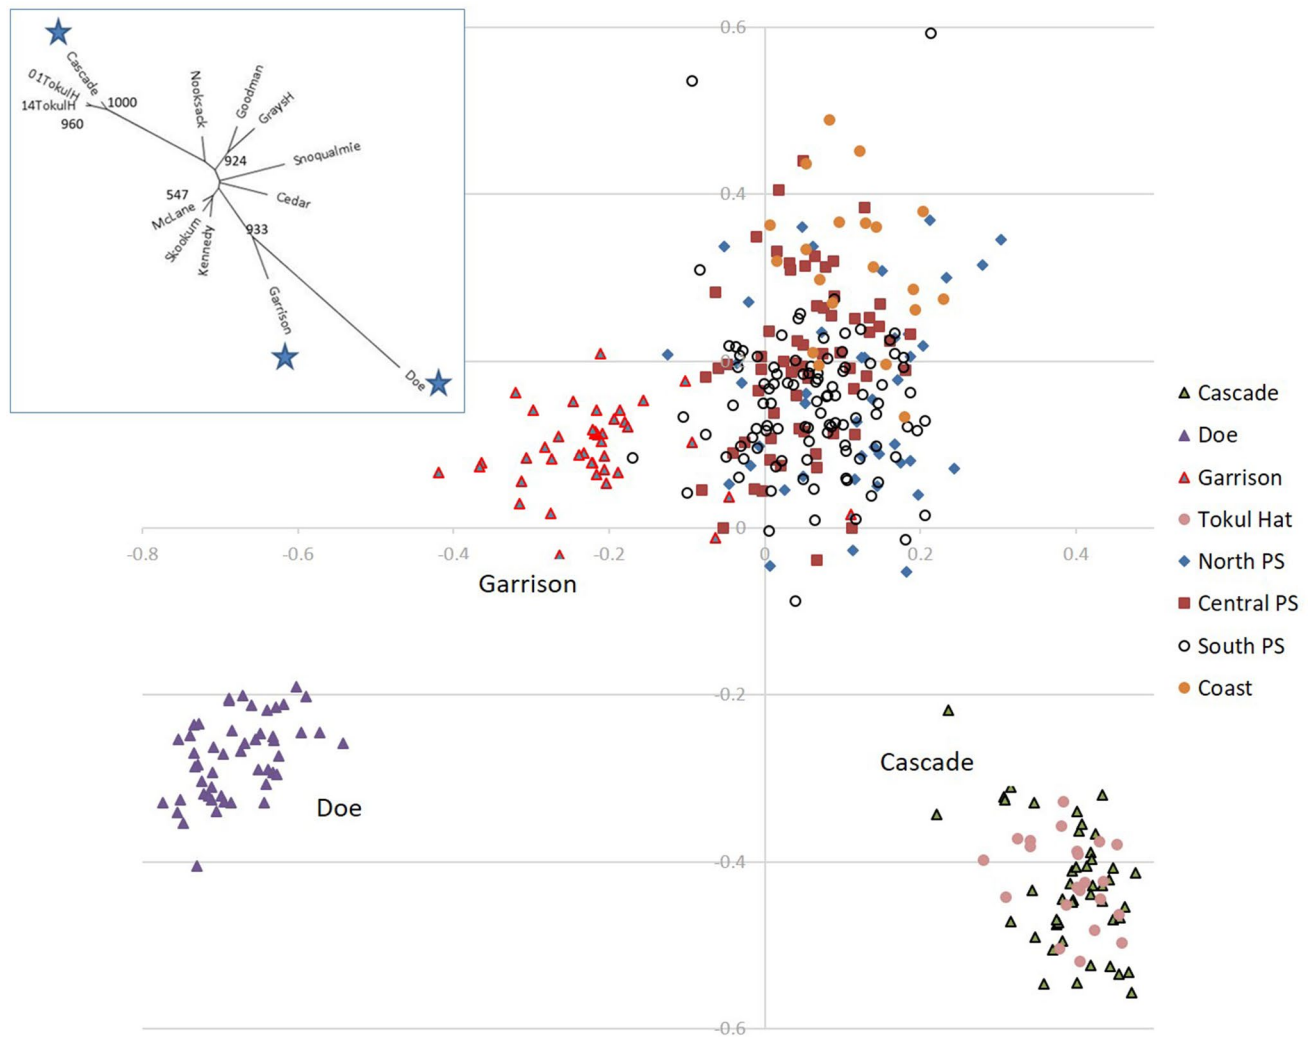 Cascade
01TokulH
14TokulH
1000
960
Nooksack
Goodman
GraysH
924
Snoqualmie
Cedar
547
McLane
Skookum
Kennedy
933
Garrison
Doe
0.6
0.4
0
-0.2
-0.4
-0.6
-0.8
-0.6
-0.4
-0.2
0
0.2
0.4
Garrison
Doe
Cascade
Cascade
Doe
Garrison
Tokul Hat
North PS
Central PS
South PS
Coast